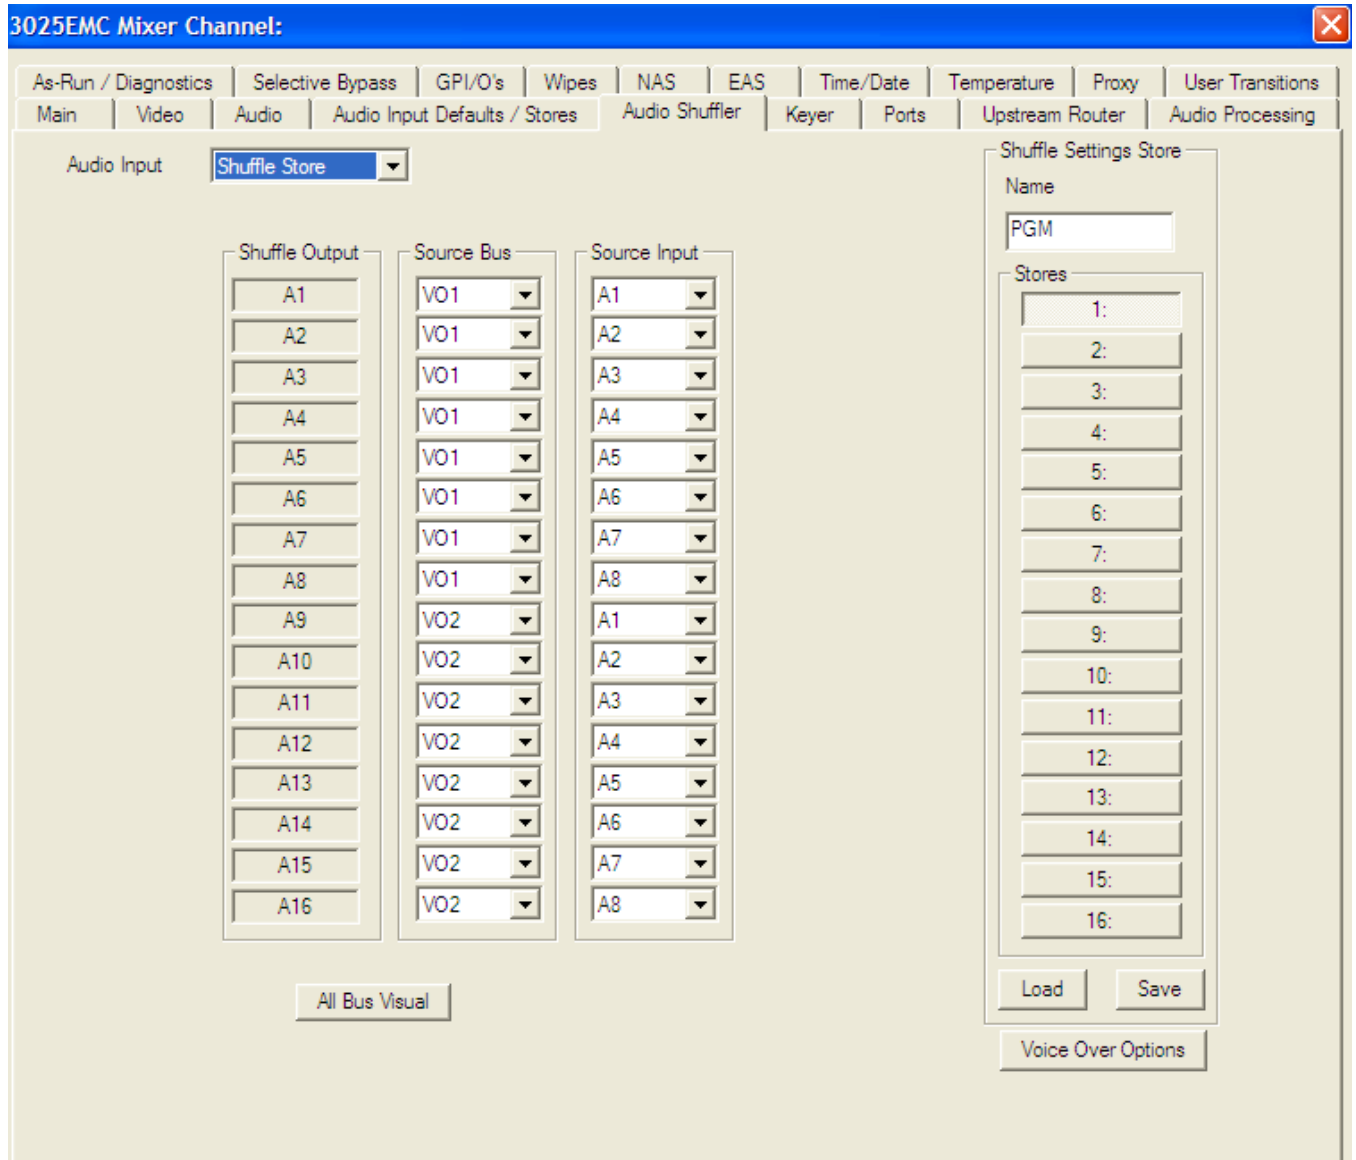 3025EMC Mixer Channel:
As-Run / Diagnostics Selective Bypass GPI/O's Wipes NAS EAS Time/Date Temperature Proxy User Transitions
Main Video Audio Audio Input Defaults / Stores Audio Shuffler Keyer Ports Upstream Router Audio Processing
Audio Input Shuffle Store
Shuffle Output Source Bus Source Input
A1 VO1 A1
A2 VO1 A2
A3 VO1 A3
A4 VO1 A4
A5 VO1 A5
A6 VO1 A6
A7 VO1 A7
A8 VO1 A8
A9 VO2 A1
A10 VO2 A2
A11 VO2 A3
A12 VO2 A4
A13 VO2 A5
A14 VO2 A6
A15 VO2 A7
A16 VO2 A8
All Bus Visual
Shuffle Settings Store
Name
PGM
Stores
1:
2:
3:
4:
5:
6:
7:
8:
9:
10:
11:
12:
13:
14:
15:
16:
Load Save
Voice Over Options